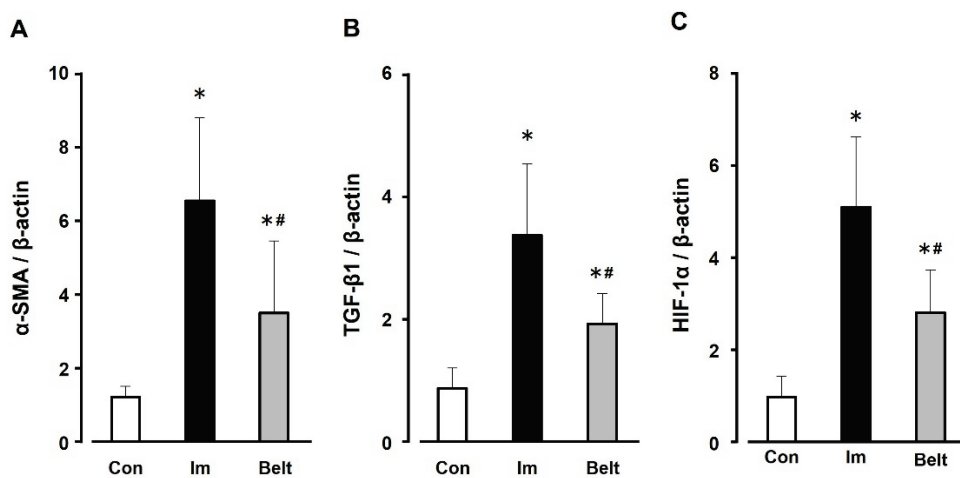 A
α-SMA / β-actin
10
8
6
4
2
0
*
*#
Con Im Belt
B
TGF-β1 / β-actin
6
4
2
0
*
*#
Con Im Belt
C
HIF-1α / β-actin
8
6
4
2
0
*
*#
Con Im Belt